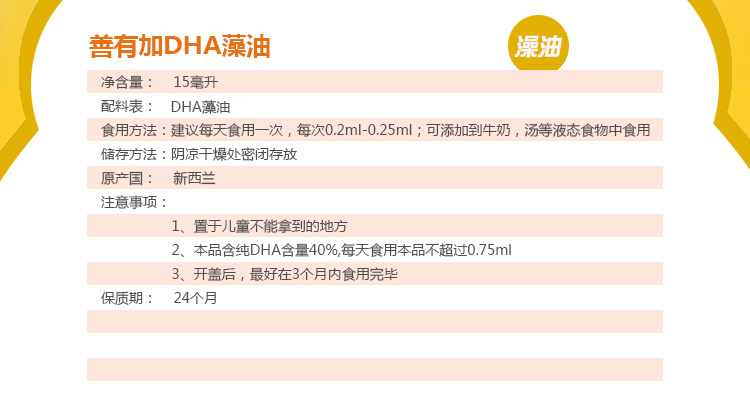 善有加DHA藻油
澡油
净含量： 15毫升
配料表： DHA藻油
食用方法：建议每天食用一次，每次0.2ml-0.25ml；可添加到牛奶，汤等液态食物中食用
储存方法：阴凉干燥处密闭存放
原产国： 新西兰
注意事项：
1、置于儿童不能拿到的地方
2、本品含纯DHA含量40%,每天食用本品不超过0.75ml
3、开盖后，最好在3个月内食用完毕
保质期： 24个月